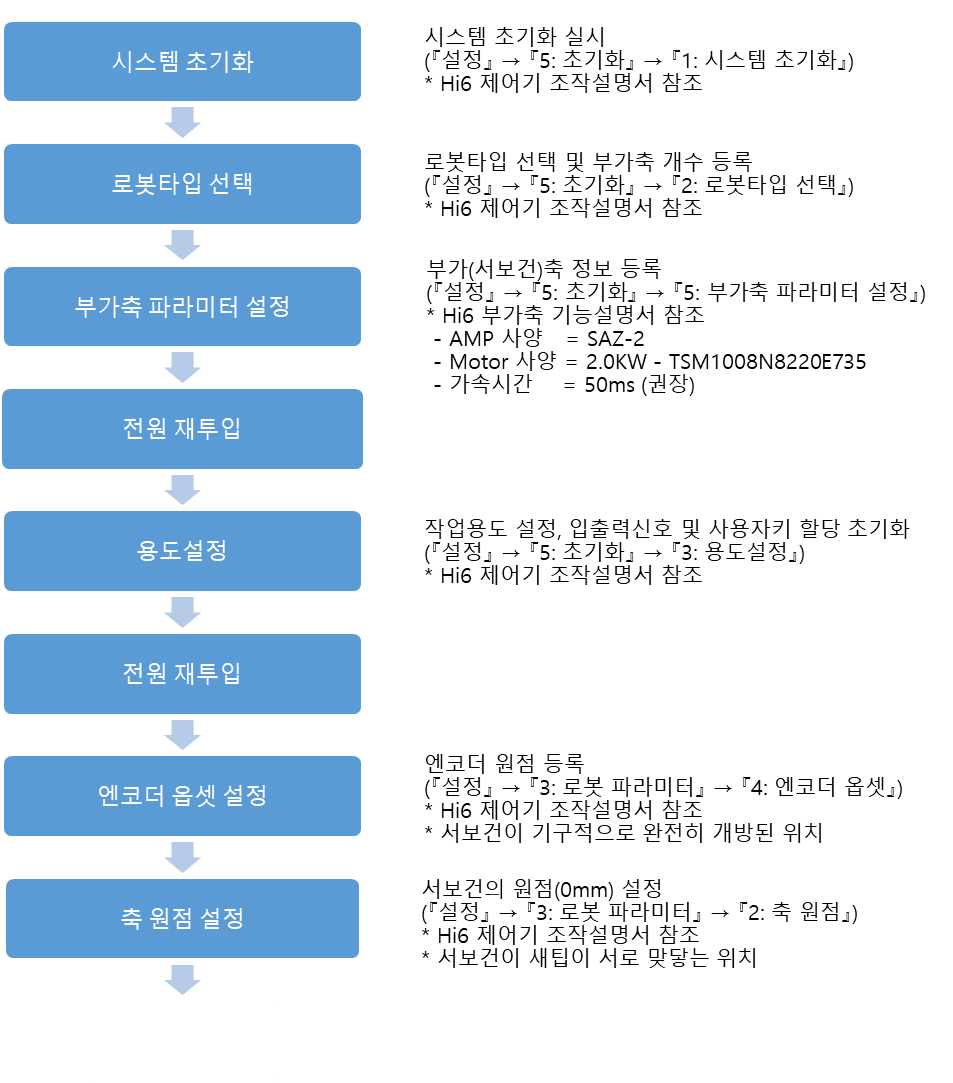 시스템 초기화
시스템 초기화 실시
(『설정』 → 『5: 초기화』 → 『1: 시스템 초기화』)
* Hi6 제어기 조작설명서 참조
로봇타입 선택
로봇타입 선택 및 부가축 개수 등록
(『설정』 → 『5: 초기화』 → 『2: 로봇타입 선택』)
* Hi6 제어기 조작설명서 참조
부가축 파라미터 설정
부가(서보건)축 정보 등록
(『설정』 → 『5: 초기화』 → 『5: 부가축 파라미터 설정』)
* Hi6 부가축 기능설명서 참조
- AMP 사양 = SAZ-2
- Motor 사양 = 2.0KW - TSM1008N8220E735
- 가속시간 = 50ms (권장)
전원 재투입
용도설정
작업용도 설정, 입출력신호 및 사용자키 할당 초기화
(『설정』 → 『5: 초기화』 → 『3: 용도설정』)
* Hi6 제어기 조작설명서 참조
전원 재투입
엔코더 옵셋 설정
엔코더 원점 등록
(『설정』 → 『3: 로봇 파라미터』 → 『4: 엔코더 옵셋』)
* Hi6 제어기 조작설명서 참조
* 서보건이 기구적으로 완전히 개방된 위치
축 원점 설정
서보건의 원점(0mm) 설정
(『설정』 → 『3: 로봇 파라미터』 → 『2: 축 원점』)
* Hi6 제어기 조작설명서 참조
* 서보건이 새팁이 서로 맞닿는 위치